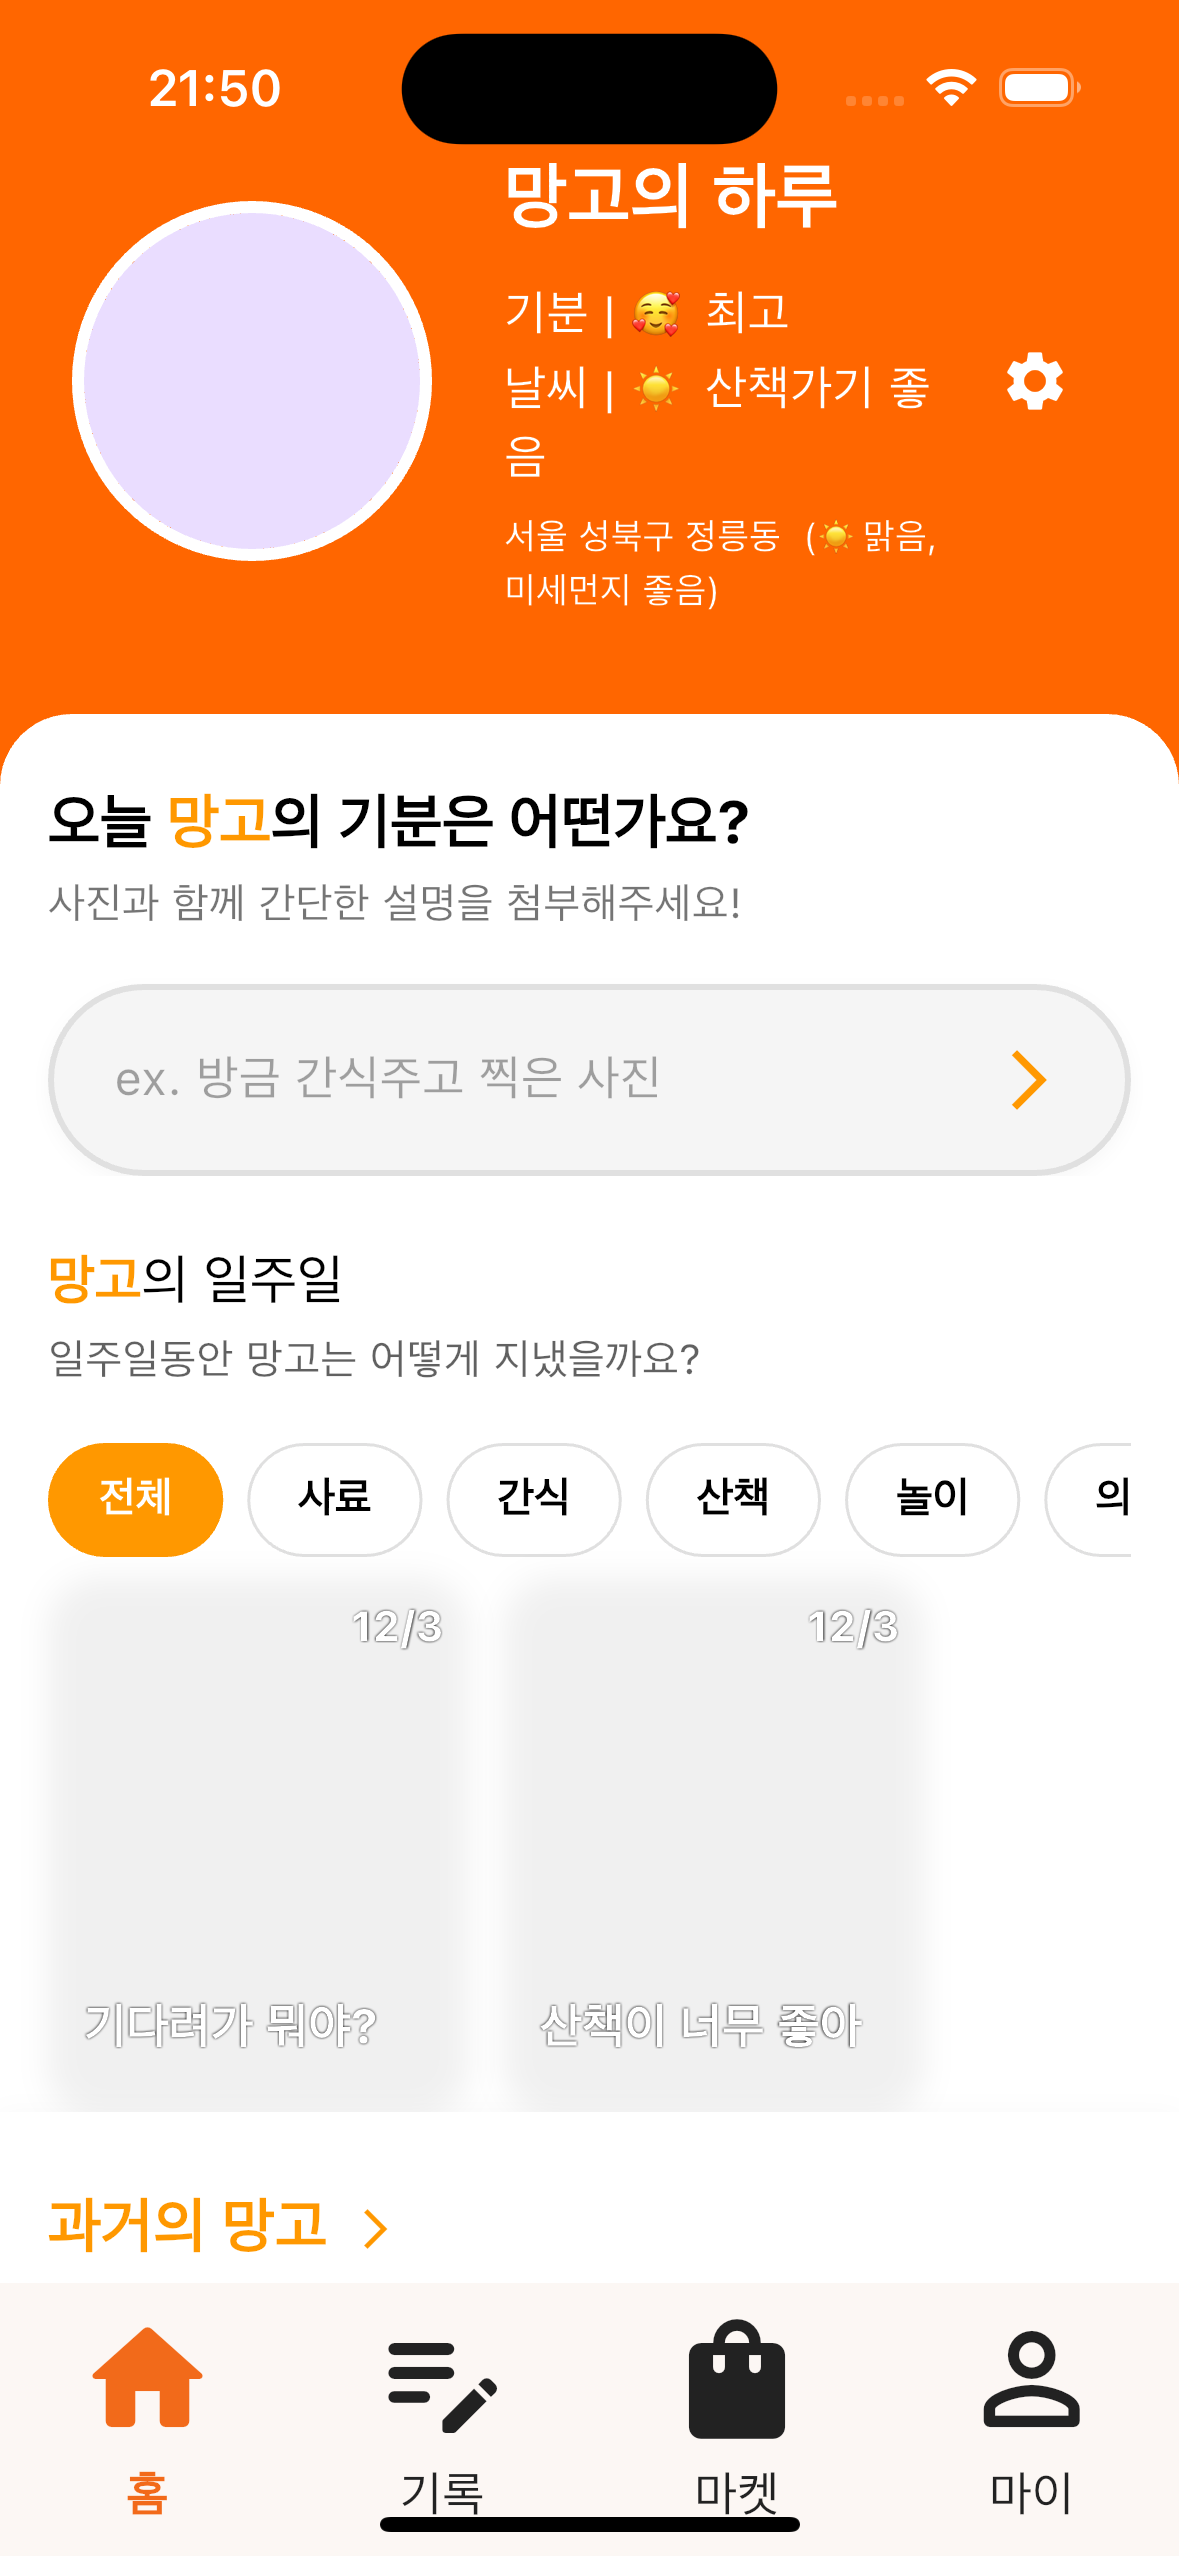 21:50
망고의 하루
기분 | 🥰 최고
날씨 | ☀️ 산책가기 좋
음
서울 성북구 정릉동 (☀️ 맑음,
미세먼지 좋음)
오늘 망고의 기분은 어떤가요?
사진과 함께 간단한 설명을 첨부해주세요!
ex. 방금 간식주고 찍은 사진
망고의 일주일
일주일동안 망고는 어떻게 지냈을까요?
전체 사료 간식 산책 놀이 의
12/3 12/3
기다려가 뭐야? 산책이 너무 좋아
과거의 망고
홈 기록 마켓 마이